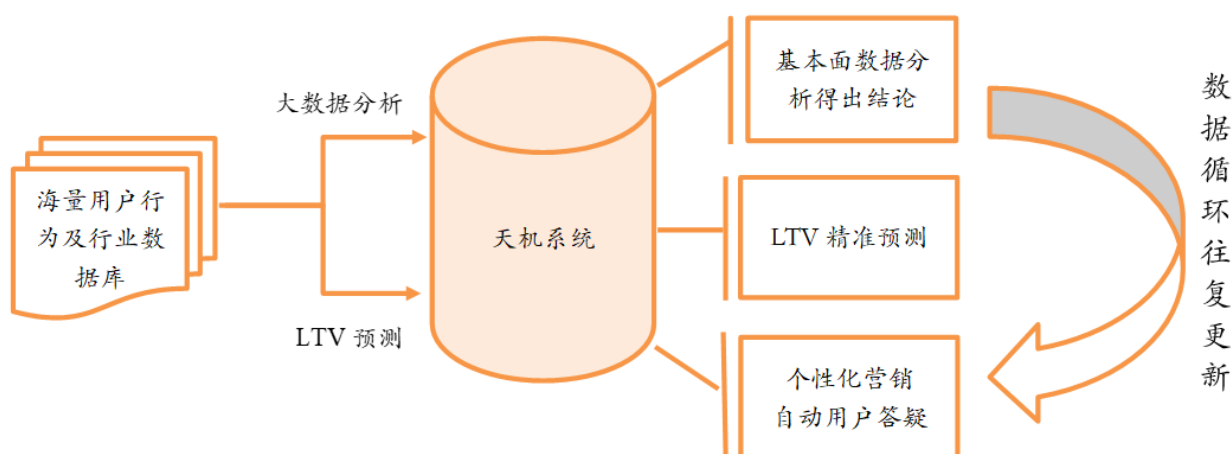 海量用户行
为及行业数
据库
大数据分析
LTV 预测
天机系统
基本面数据分
析得出结论
LTV 精准预测
个性化营销
自动用户答疑
数
据
循
环
往
复
更
新